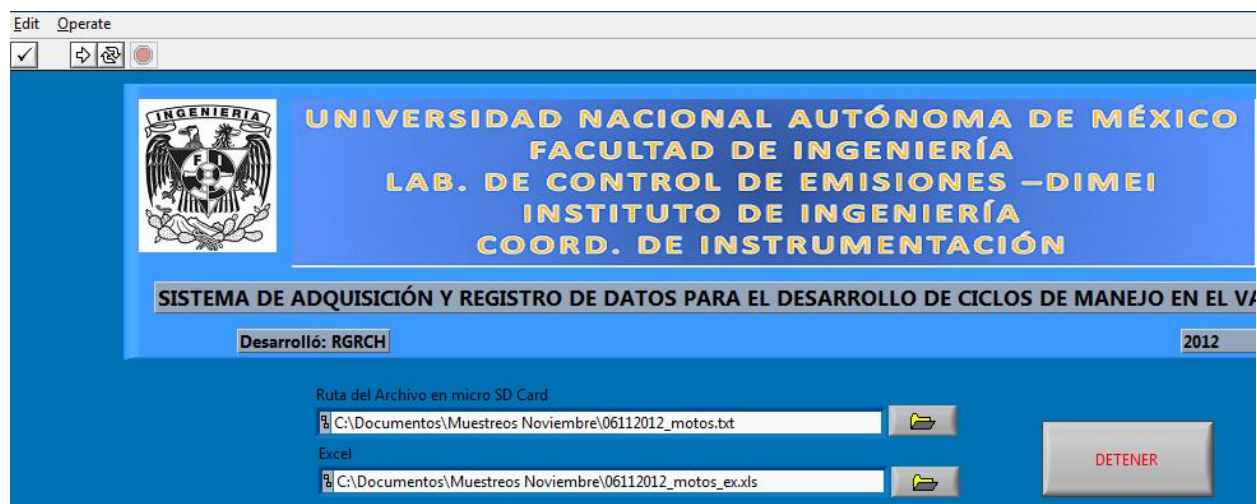 Edit Operate
INGENIERIA
F I
UNIVERSIDAD NACIONAL AUTÓNOMA DE MÉXICO
FACULTAD DE INGENIERÍA
LAB. DE CONTROL DE EMISIONES –DIMEI
INSTITUTO DE INGENIERÍA
COORD. DE INSTRUMENTACIÓN
SISTEMA DE ADQUISICIÓN Y REGISTRO DE DATOS PARA EL DESARROLLO DE CICLOS DE MANEJO EN EL VA
Desarrolló: RGRCH 2012
Ruta del Archivo en micro SD Card
C:\Documentos\Muestreos Noviembre\06112012_motos.txt
Excel
C:\Documentos\Muestreos Noviembre\06112012_motos_ex.xls
DETENER